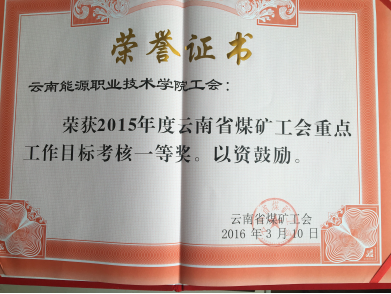 荣誉证书
云南能源职业技术学院工会：
荣获2015年度云南省煤矿工会重点
工作目标考核一等奖。以资鼓励。
云南省煤矿工会
2016年3月10日